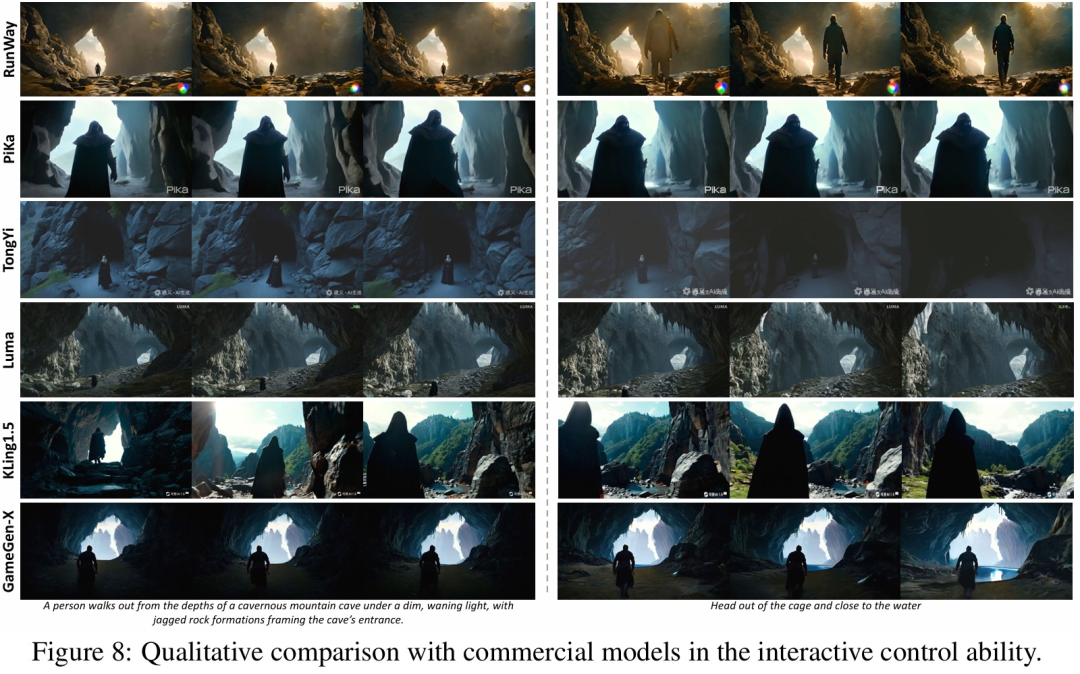 RunWay
PiKa
Pika
Pika
Pika
Pika
Pika
Pika
TongYi
Luma
LUMA
LUMA
LUMA
KLing1.5
GameGen-X
A person walks out from the depths of a cavernous mountain cave under a dim, waning light, with
jagged rock formations framing the cave's entrance.
Head out of the cage and close to the water
Figure 8: Qualitative comparison with commercial models in the interactive control ability.